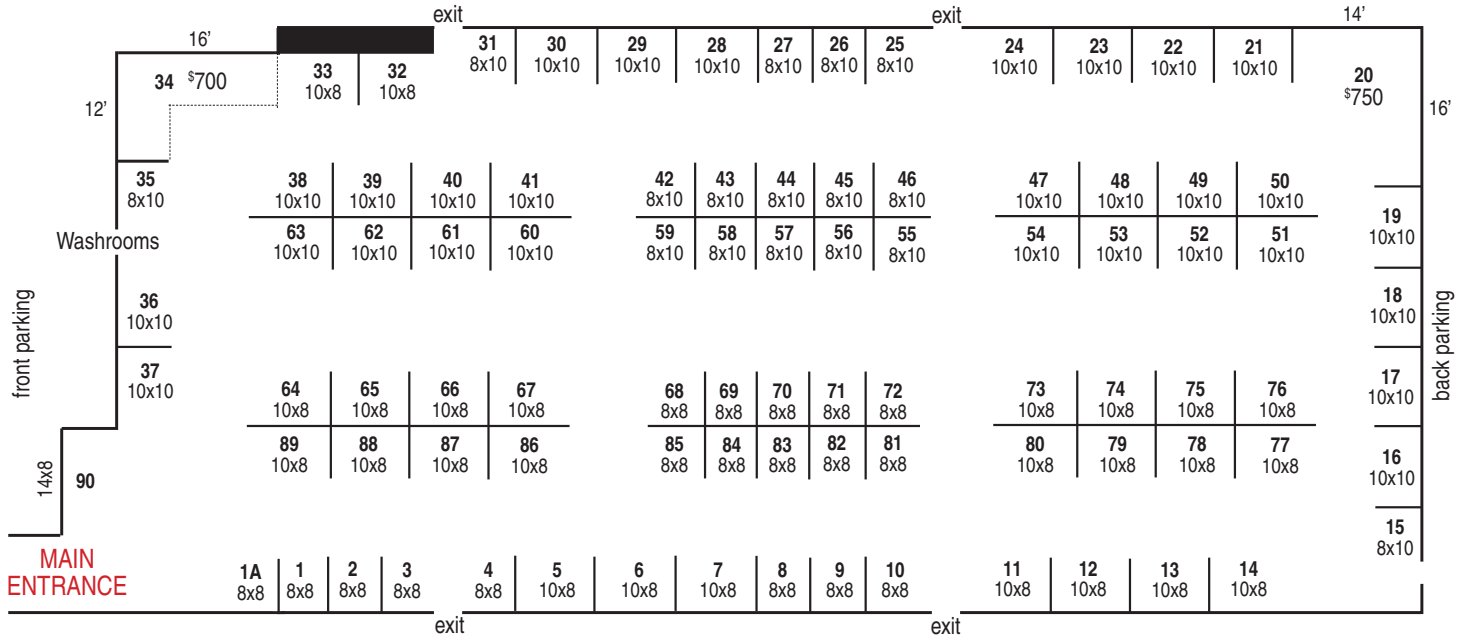 exit
exit
14’
16’
34 $700
33
10x8
32
10x8
31
8x10
30
10x10
29
10x10
28
10x10
27
8x10
26
8x10
25
8x10
24
10x10
23
10x10
22
10x10
21
10x10
20
$750
16’
12’
35
8x10
Washrooms
36
10x10
37
10x10
front parking
14x8
90
38
10x10
39
10x10
40
10x10
41
10x10
63
10x10
62
10x10
61
10x10
60
10x10
42
8x10
43
8x10
44
8x10
45
8x10
46
8x10
59
8x10
58
8x10
57
8x10
56
8x10
55
8x10
47
10x10
48
10x10
49
10x10
50
10x10
54
10x10
53
10x10
52
10x10
51
10x10
19
10x10
18
10x10
17
10x10
16
10x10
15
8x10
back parking
64
10x8
65
10x8
66
10x8
67
10x8
89
10x8
88
10x8
87
10x8
86
10x8
68
8x8
69
8x8
70
8x8
71
8x8
72
8x8
85
8x8
84
8x8
83
8x8
82
8x8
81
8x8
73
10x8
74
10x8
75
10x8
76
10x8
80
10x8
79
10x8
78
10x8
77
10x8
MAIN
ENTRANCE
1A
8x8
1
8x8
2
8x8
3
8x8
4
8x8
5
10x8
6
10x8
7
10x8
8
8x8
9
8x8
10
8x8
11
10x8
12
10x8
13
10x8
14
10x8
exit
exit